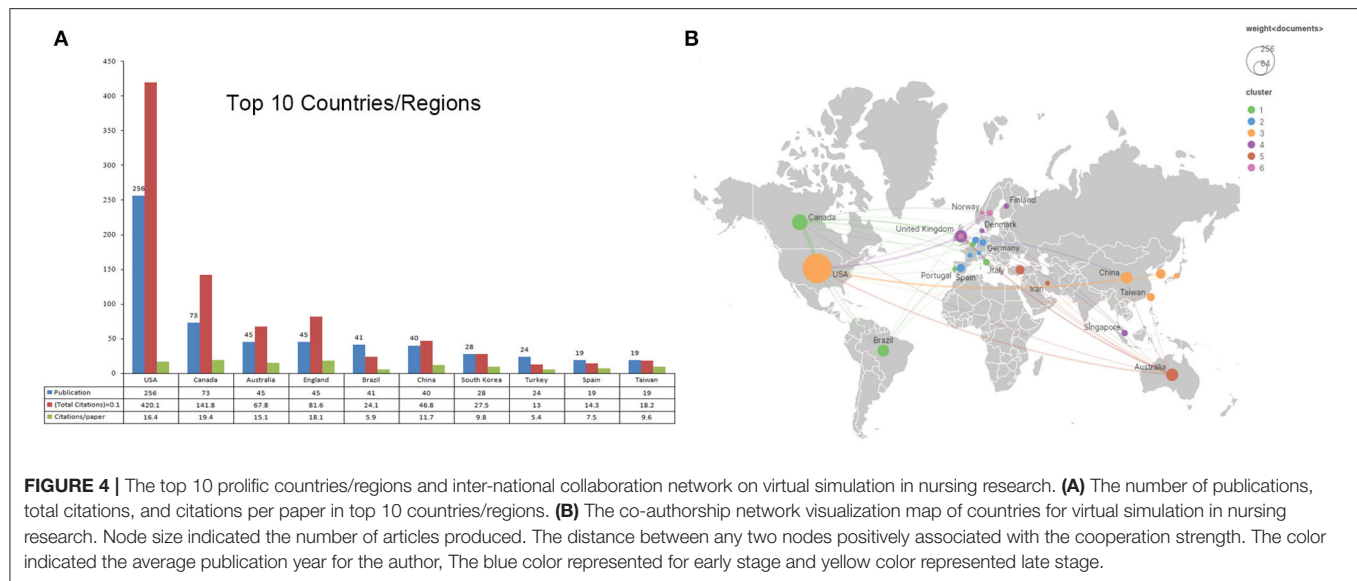 A
Top 10 Countries/Regions
450
400
350
300
250
200
150
100
50
0
256
73
45
45
41
40
28
24
19
19
USA Canada Australia England Brazil China South Korea Turkey Spain Taiwan
Publication 256 73 45 45 41 40 28 24 19 19
(Total Citations)×0.1 420.1 141.8 67.8 81.6 24.1 46.8 27.5 13 14.3 18.2
Citations/paper 16.4 19.4 15.1 18.1 5.9 11.7 9.8 5.4 7.5 9.6
B
weight<documents>
256
64
cluster
1
2
3
4
5
6
Canada
USA
Brazil
Norway
Finland
United Kingdom
Denmark
Germany
Portugal
Spain
Italy
Iran
China
Taiwan
Singapore
Australia
FIGURE 4 | The top 10 prolific countries/regions and inter-national collaboration network on virtual simulation in nursing research. (A) The number of publications,
total citations, and citations per paper in top 10 countries/regions. (B) The co-authorship network visualization map of countries for virtual simulation in nursing
research. Node size indicated the number of articles produced. The distance between any two nodes positively associated with the cooperation strength. The color
indicated the average publication year for the author, The blue color represented for early stage and yellow color represented late stage.